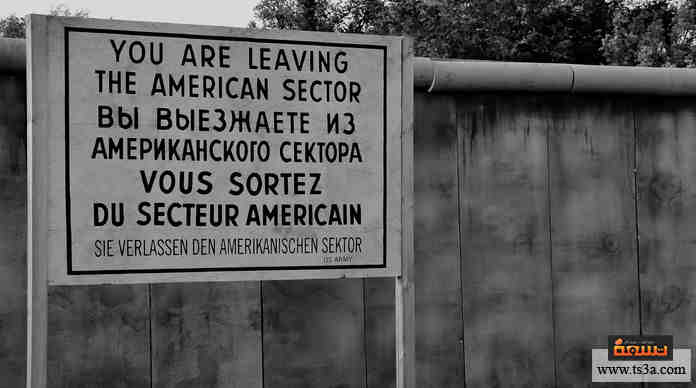 YOU ARE LEAVING
THE AMERICAN SECTOR
ВЫ ВЫЕЗЖАЕТЕ ИЗ
АМЕРИКАНСКОГО СЕКТОРА
VOUS SORTEZ
DU SECTEUR AMERICAIN
SIE VERLASSEN DEN AMERIKANISCHEN SEKTOR
US ARMY
تسعة
www.ts3a.com